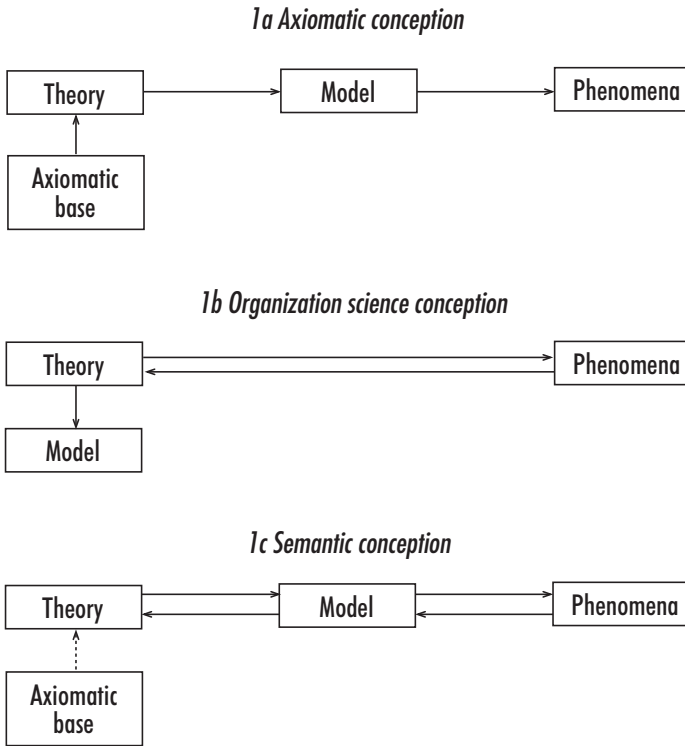 1a Axiomatic conception
Theory
Model
Phenomena
Axiomatic
base
1b Organization science conception
Theory
Phenomena
Model
1c Semantic conception
Theory
Model
Phenomena
Axiomatic
base